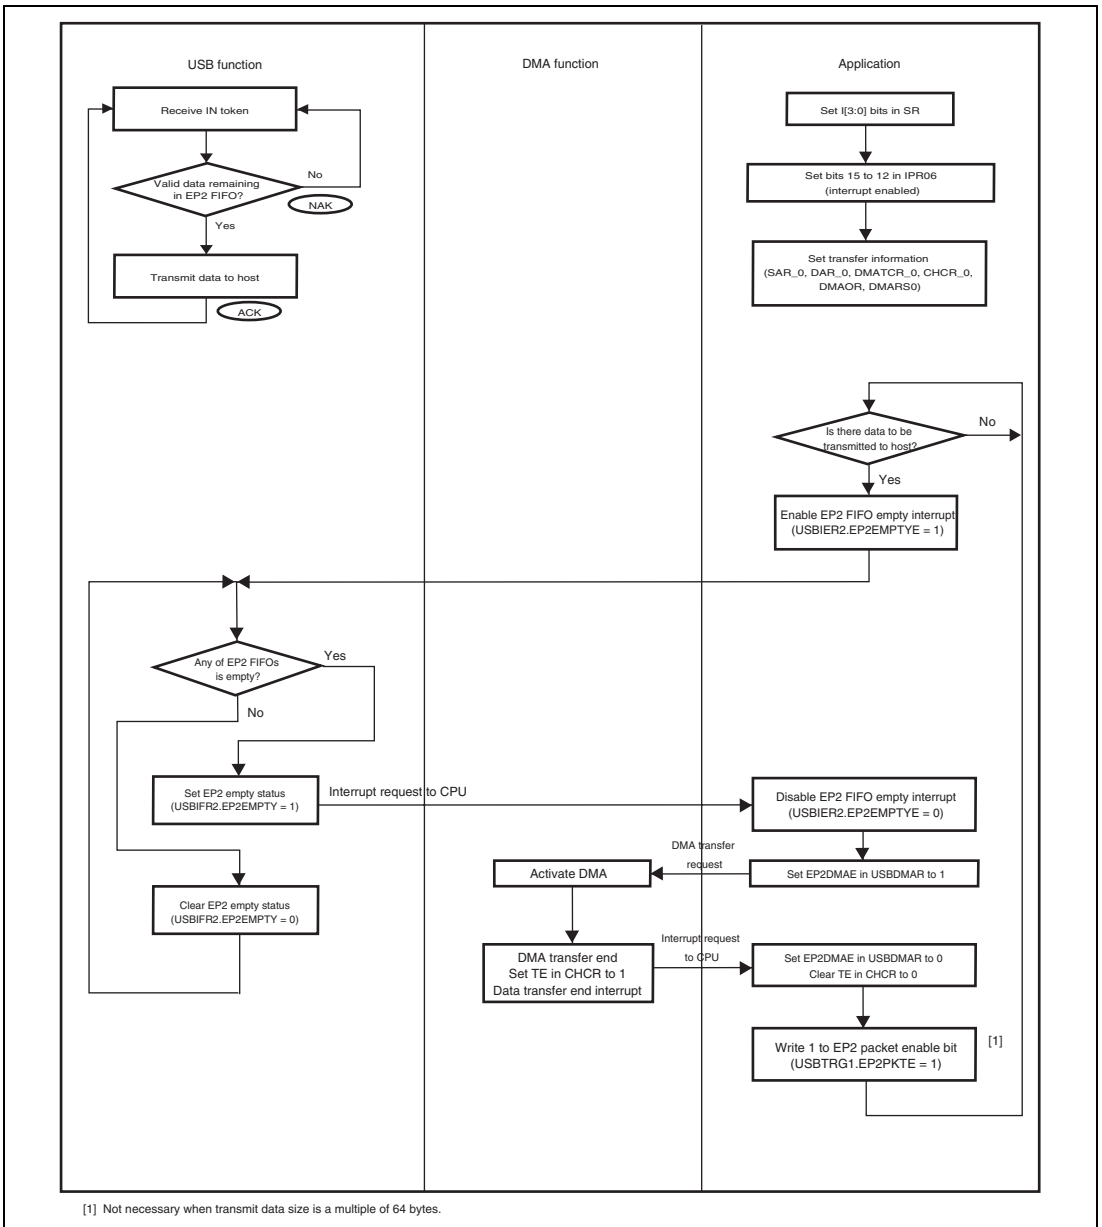 USB function
DMA function
Application
Receive IN token
Valid data remaining
in EP2 FIFO?
No
NAK
Yes
Transmit data to host
ACK
Set I[3:0] bits in SR
Set bits 15 to 12 in IPR06
(interrupt enabled)
Set transfer information
(SAR_0, DAR_0, DMATCR_0, CHCR_0,
DMAOR, DMARS0)
Is there data to be
transmitted to host?
No
Yes
Enable EP2 FIFO empty interrupt
(USBIER2.EP2EMPTYE = 1)
Any of EP2 FIFOs
is empty?
Yes
No
Set EP2 empty status
(USBIFR2.EP2EMPTY = 1)
Interrupt request to CPU
Disable EP2 FIFO empty interrupt
(USBIER2.EP2EMPTYE = 0)
DMA transfer
request
Activate DMA
Set EP2DMAE in USBDMAR to 1
Clear EP2 empty status
(USBIFR2.EP2EMPTY = 0)
DMA transfer end
Set TE in CHCR to 1
Data transfer end interrupt
Interrupt request
to CPU
Set EP2DMAE in USBDMAR to 0
Clear TE in CHCR to 0
Write 1 to EP2 packet enable bit
(USBTRG1.EP2PKTE = 1)
[1]
[1] Not necessary when transmit data size is a multiple of 64 bytes.